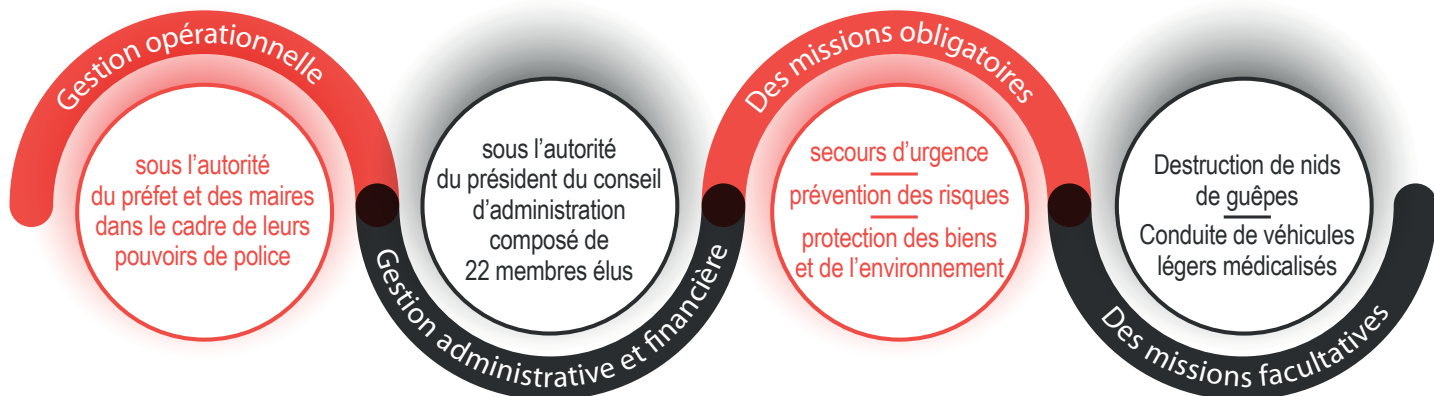 Gestion opérationnelle
sous l’autorité
du préfet et des maires
dans le cadre de leurs
pouvoirs de police
sous l’autorité
du président du conseil
d’administration
composé de
22 membres élus
Gestion administrative et financière
Des missions obligatoires
secours d’urgence
prévention des risques
protection des biens
et de l’environnement
Destruction de nids
de guêpes
Conduite de véhicules
légers médicalisés
Des missions facultatives